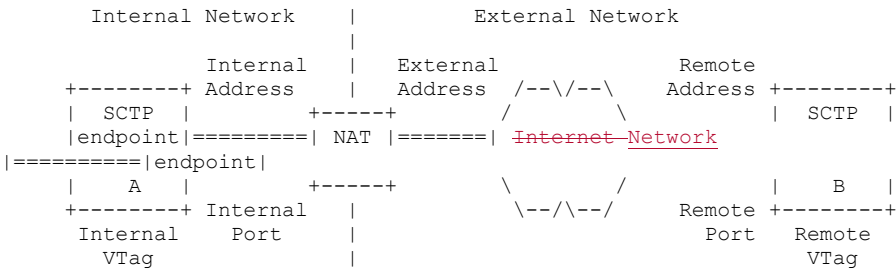 Internal Network    |         External Network
                    |
        Internal    |   External                   Remote
+--------+ Address  |   Address  /--\/--\    Address +--------+
|  SCTP  |       +-----+       /        \            |  SCTP  |
|endpoint|=========| NAT |=======| Internet Network
|==========|endpoint|
|   A    |       +-----+       \        /            |   B    |
+--------+ Internal |           \--/\--/     Remote +--------+
Internal    Port    |                         Port   Remote
  VTag              |                                 VTag